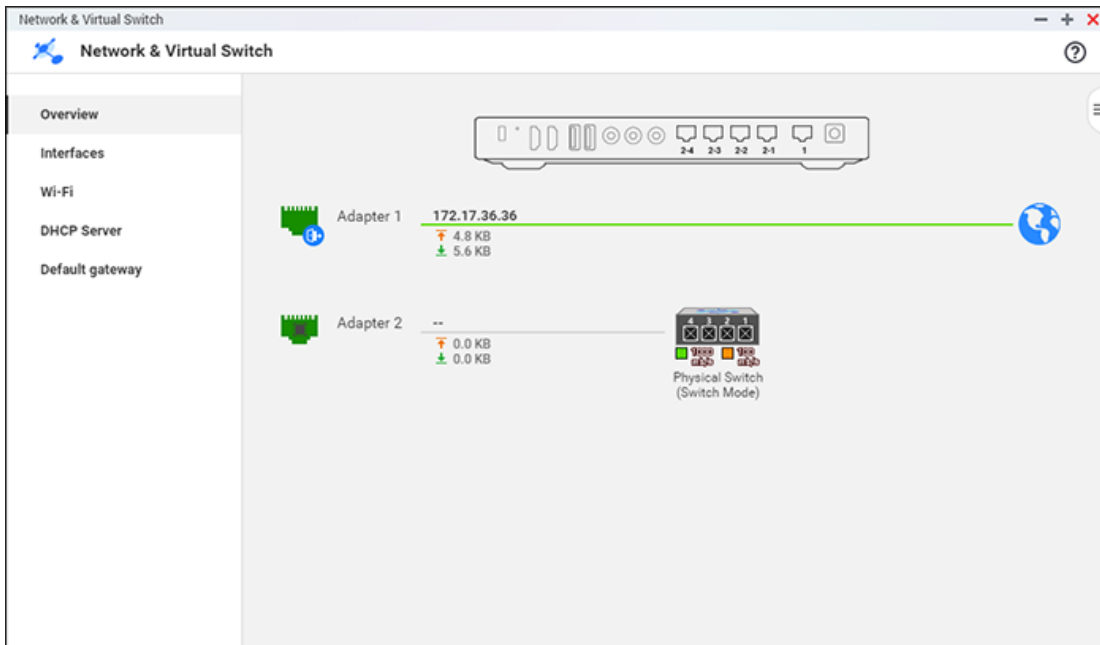 Network & Virtual Switch
Network & Virtual Switch
Overview
Interfaces
Wi-Fi
DHCP Server
Default gateway
2-4 2-3 2-2 2-1 1
Adapter 1 172.17.36.36
4.8 KB
5.6 KB
Adapter 2 --
0.0 KB
0.0 KB
4 3 2 1
1000 100
Physical Switch
(Switch Mode)